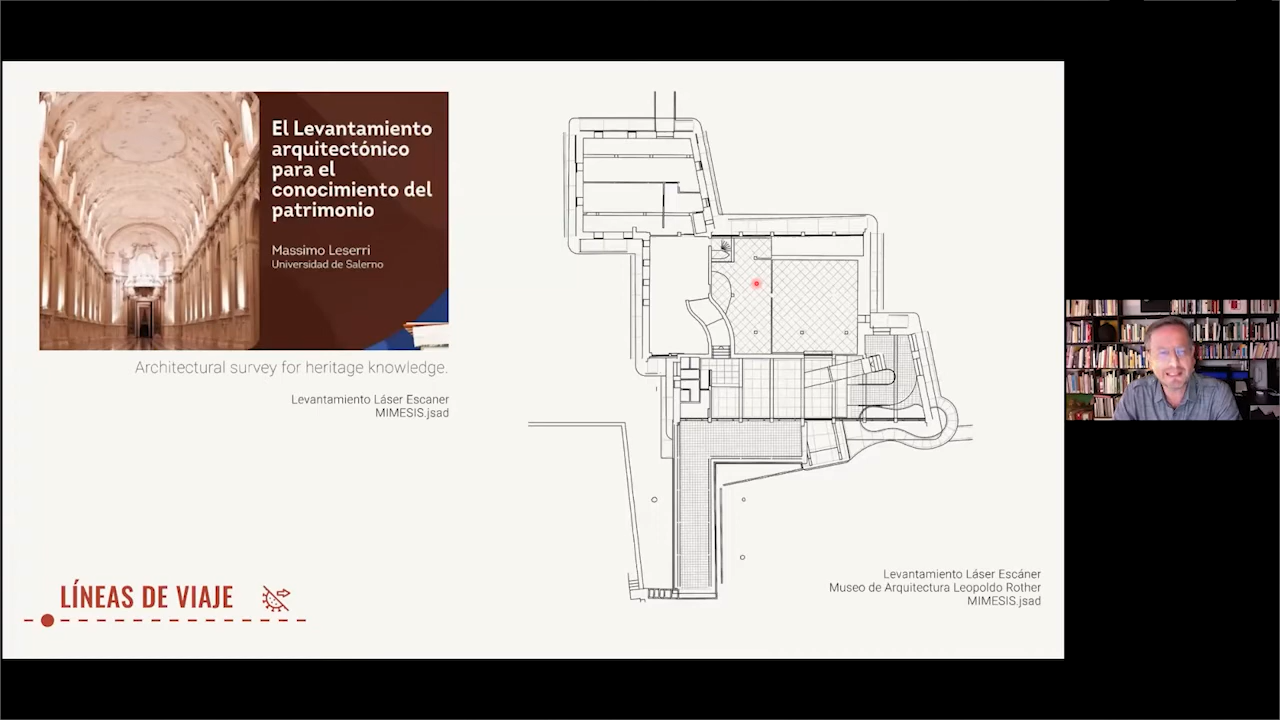 El Levantamiento
arquitectónico
para el
conocimiento del
patrimonio
Massimo Leserri
Universidad de Salerno
Architectural survey for heritage knowledge.
Levantamiento Láser Escaner
MIMESIS.jsad
LÍNEAS DE VIAJE
Levantamiento Láser Escáner
Museo de Arquitectura Leopoldo Rother
MIMESIS.jsad